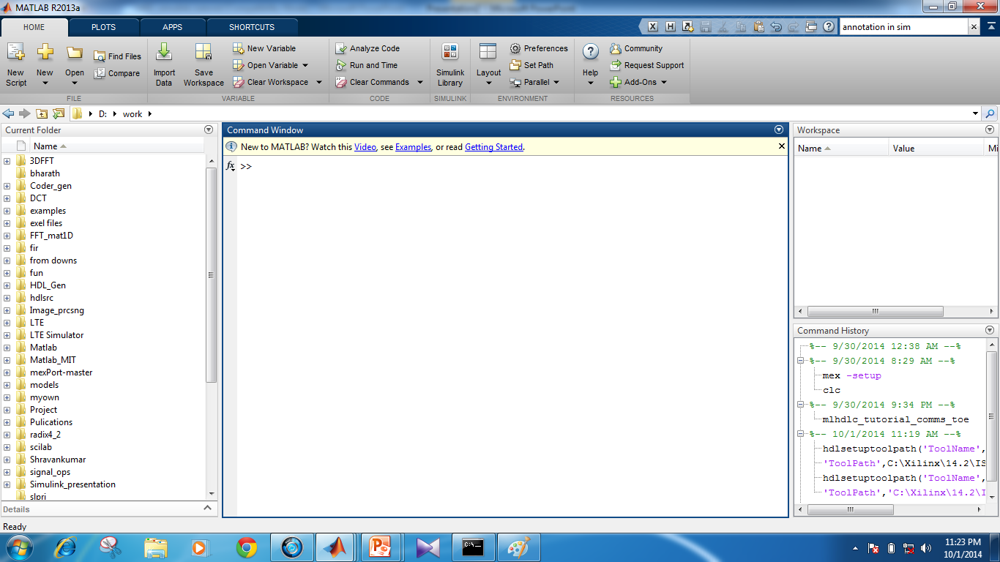 MATLAB R2013a
HOME PLOTS APPS SHORTCUTS
annotation in sim
New Script
New
Open
Find Files
Compare
FILE
Import Data
Save Workspace
New Variable
Open Variable
Clear Workspace
VARIABLE
Analyze Code
Run and Time
Clear Commands
CODE
Simulink Library
SIMULINK
Layout
Preferences
Set Path
Parallel
ENVIRONMENT
Help
Community
Request Support
Add-Ons
RESOURCES
D: work
Current Folder
Name
3DFFT
bharath
Coder_gen
DCT
examples
exel files
FFT_mat1D
fir
from downs
fun
HDL_Gen
hdlsrc
Image_prcsng
LTE
LTE Simulator
Matlab
Matlab_MIT
mexPort-master
models
myown
Project
Pulications
radix4_2
scilab
Shravankumar
signal_ops
Simulink_presentation
slprj
Details
Command Window
New to MATLAB? Watch this Video, see Examples, or read Getting Started.
fx >>
Workspace
Name Value Mi
Command History
%-- 9/30/2014 12:38 AM --%
%-- 9/30/2014 8:29 AM --%
mex -setup
clc
%-- 9/30/2014 9:34 PM --%
mlhdlc_tutorial_comms_toe
%-- 10/1/2014 11:19 AM --%
hdlsetuptoolpath('ToolName',
'ToolPath',C:\Xilinx\14.2\IS
hdlsetuptoolpath('ToolName',
'ToolPath','C:\Xilinx\14.2\I
Ready
11:23 PM
10/1/2014